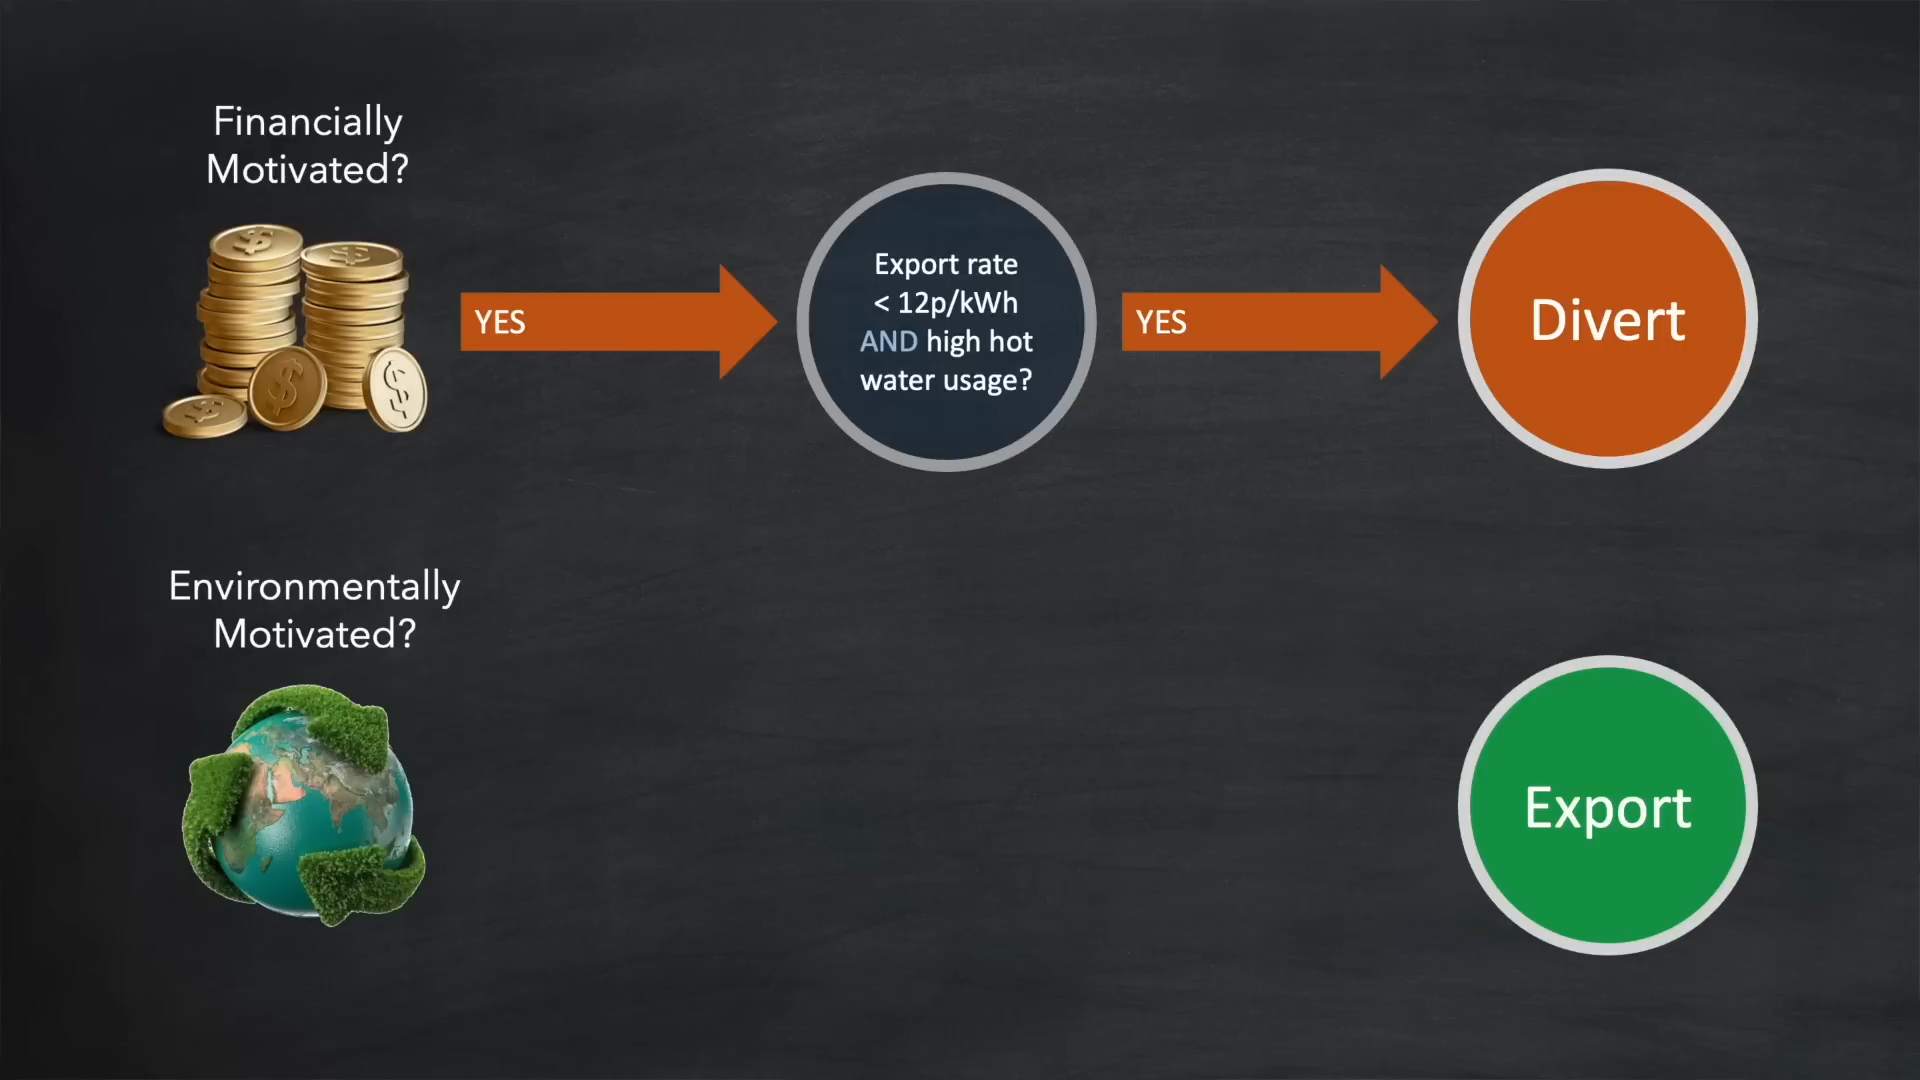 Financially
Motivated?
YES
Export rate
< 12p/kWh
AND high hot
water usage?
YES
Divert
Environmentally
Motivated?
Export